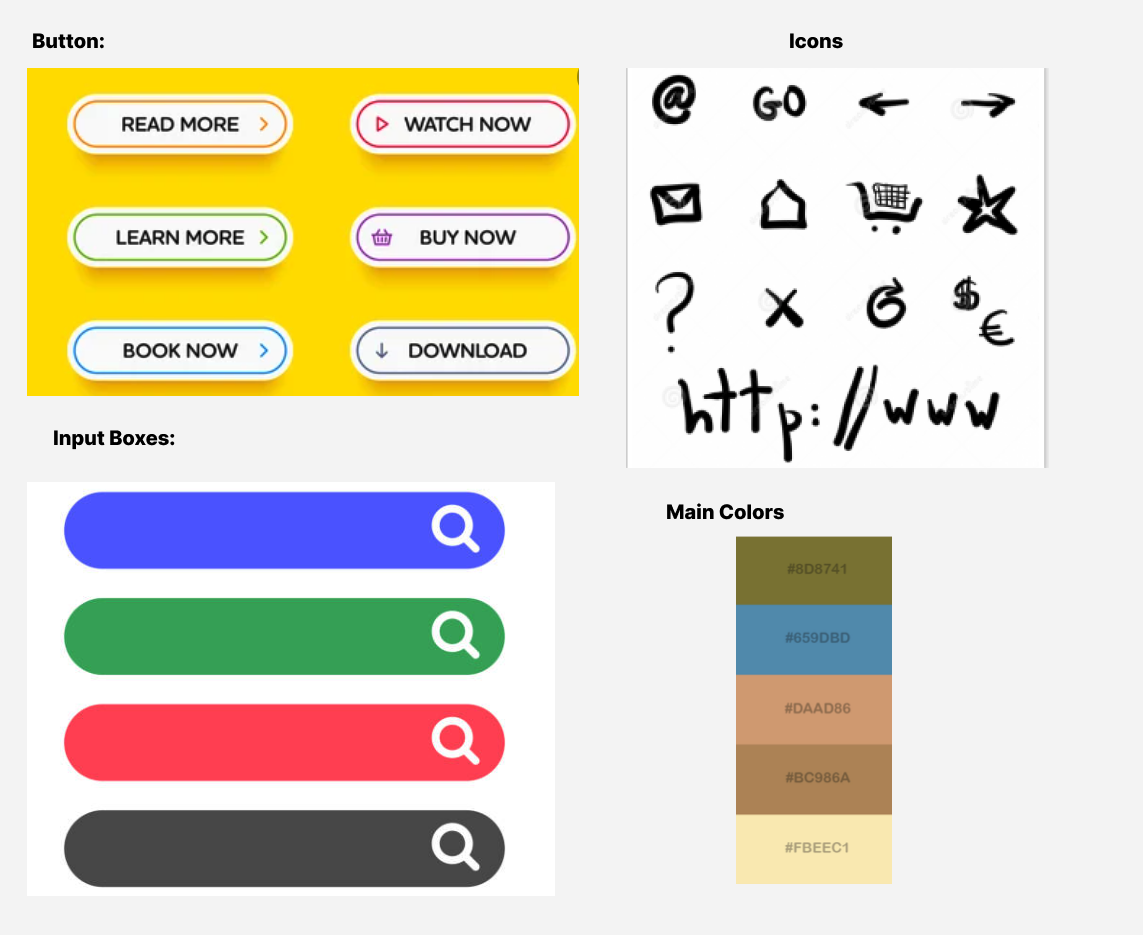 Button:
READ MORE
WATCH NOW
LEARN MORE
BUY NOW
BOOK NOW
DOWNLOAD
Input Boxes:
Icons
@ GO
?
$
€
http://www
Main Colors
#8D8741
#659DBD
#DAAD86
#BC986A
#FBEEC1